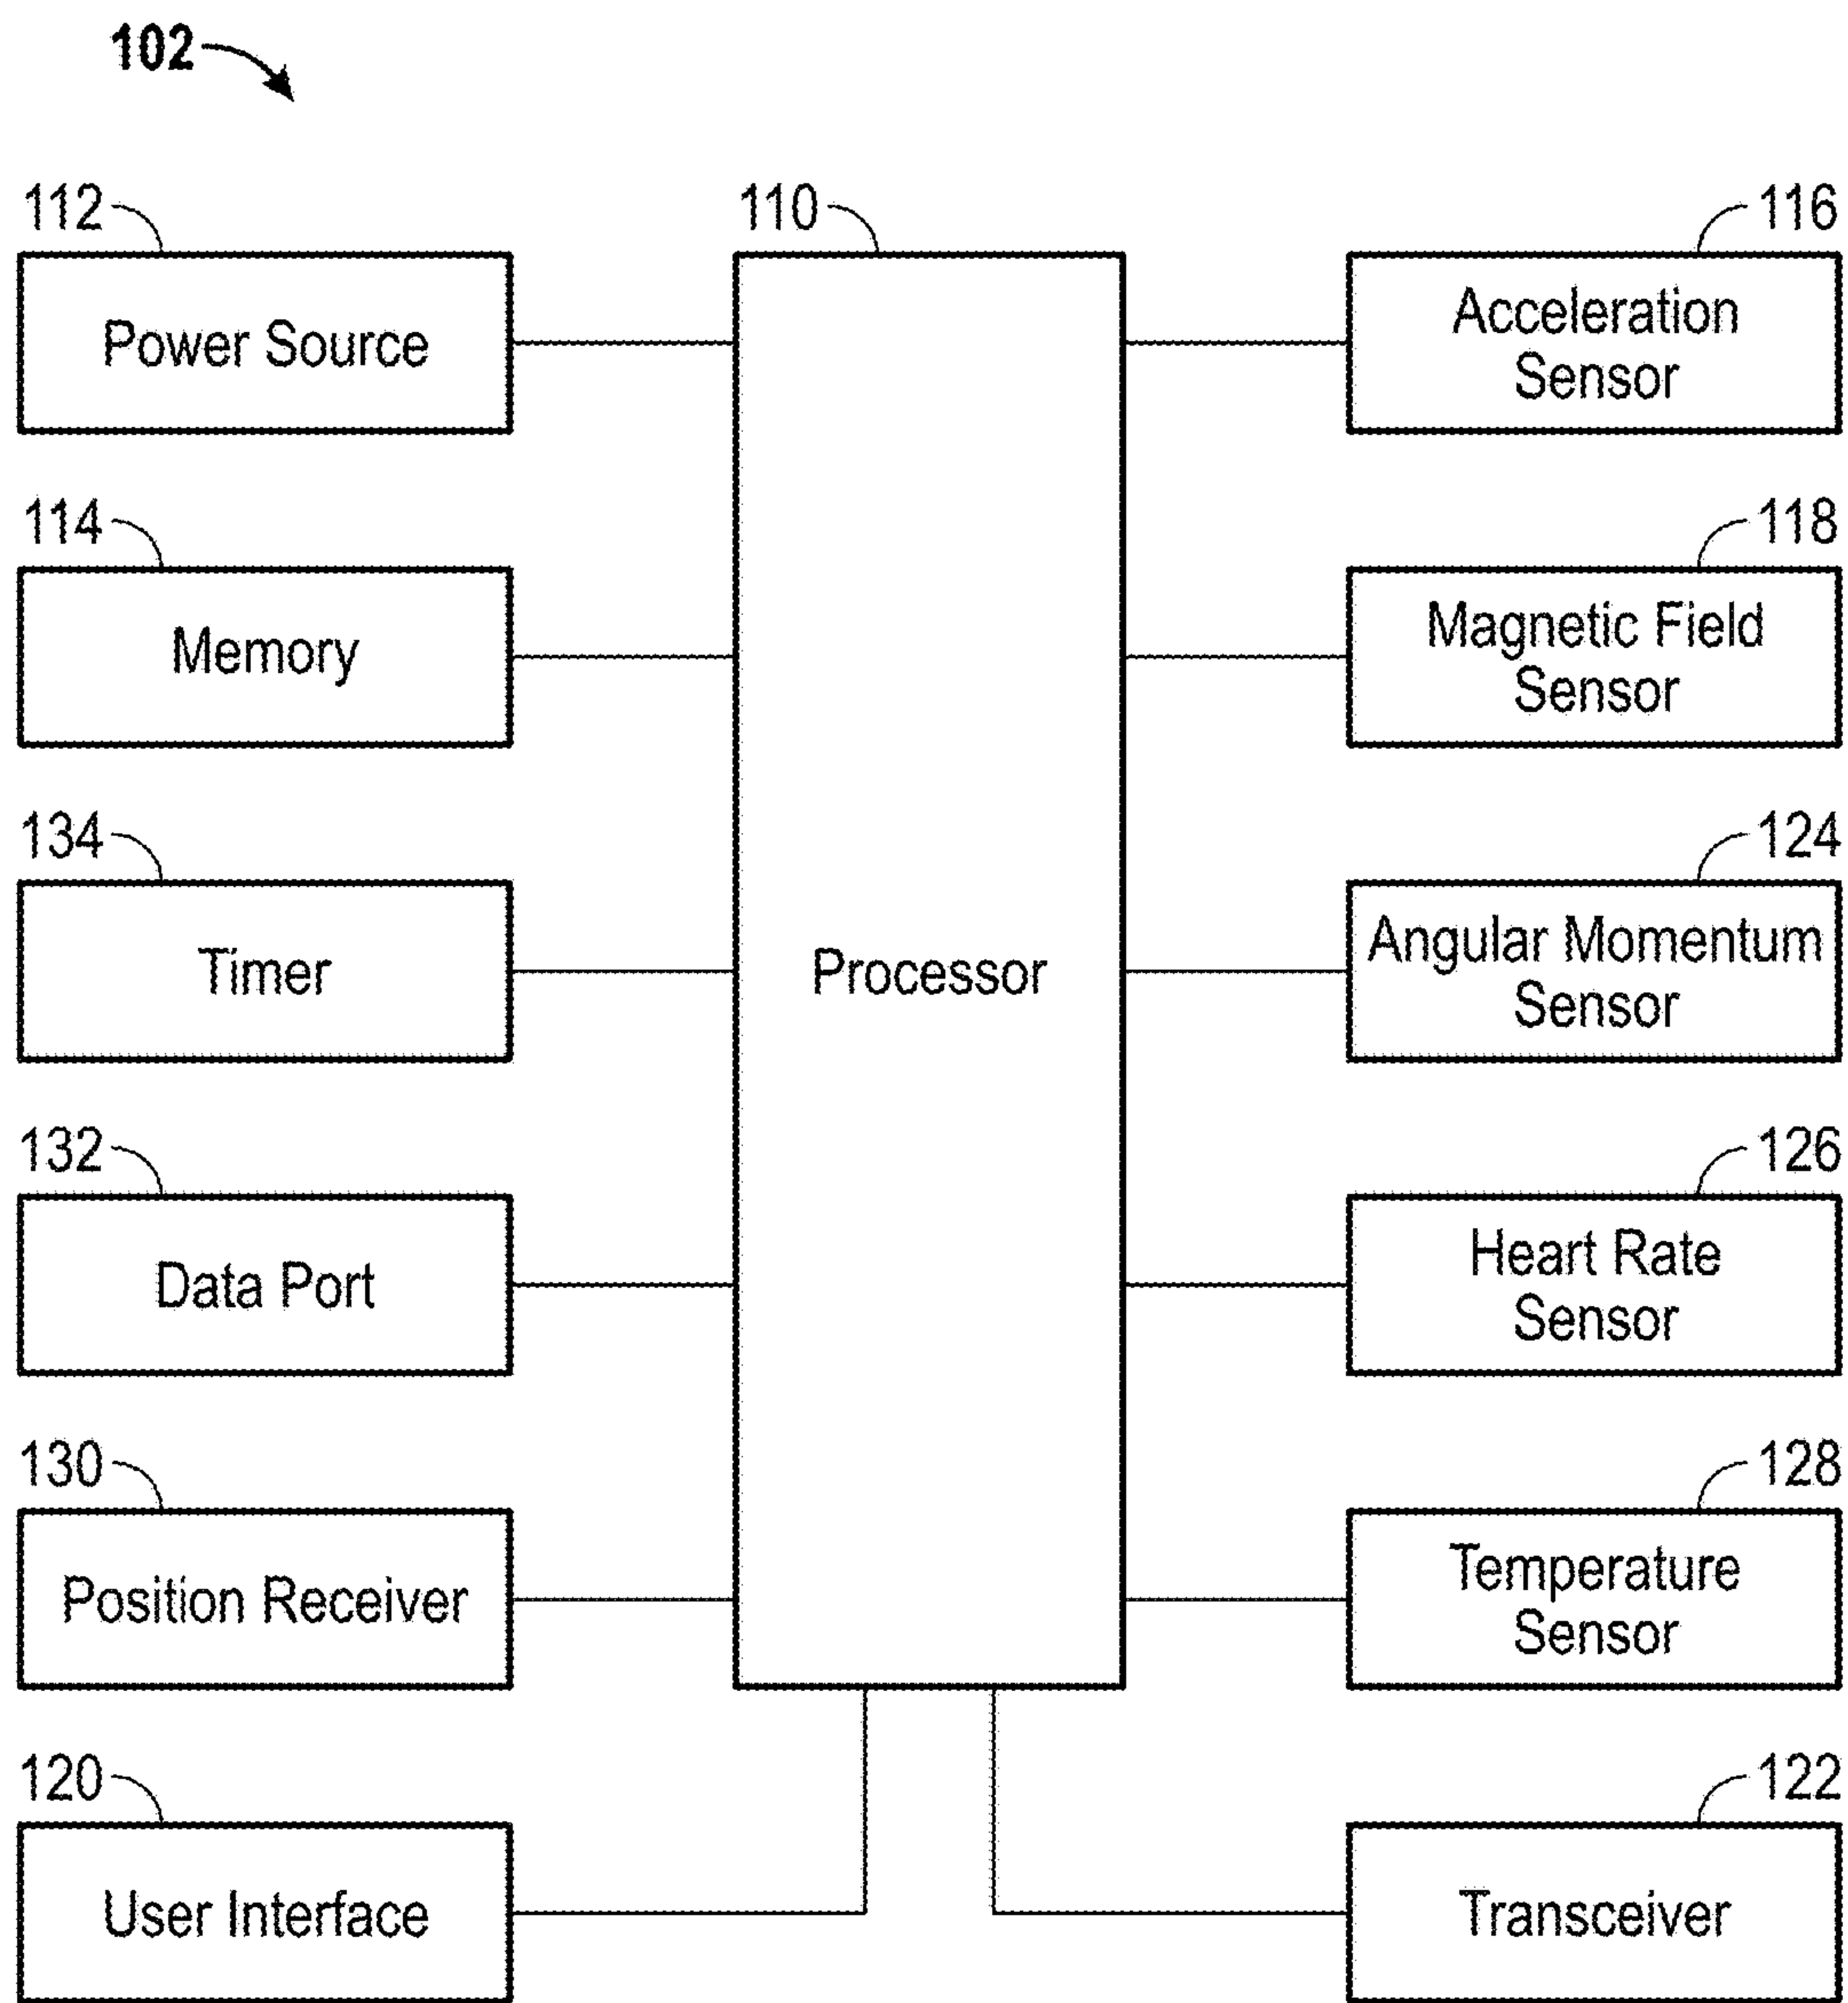 102
112
110
116
Power Source
Acceleration
Sensor
114
118
Memory
Magnetic Field
Sensor
134
124
Timer
Processor
Angular Momentum
Sensor
132
126
Data Port
Heart Rate
Sensor
130
128
Position Receiver
Temperature
Sensor
120
122
User Interface
Transceiver